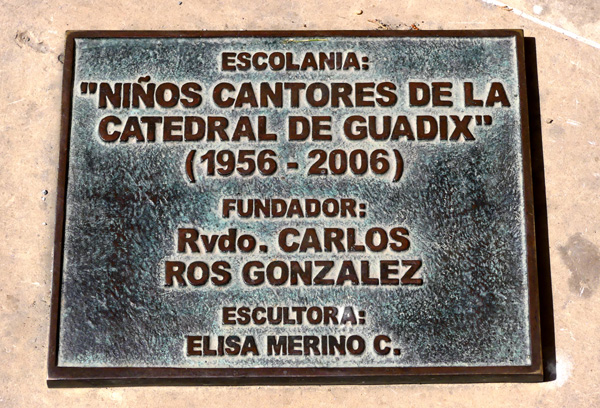 ESCOLANIA:
"NIÑOS CANTORES DE LA
CATEDRAL DE GUADIX"
(1956 - 2006)
FUNDADOR:
Rvdo. CARLOS
ROS GONZALEZ
ESCULTORA:
ELISA MERINO C.